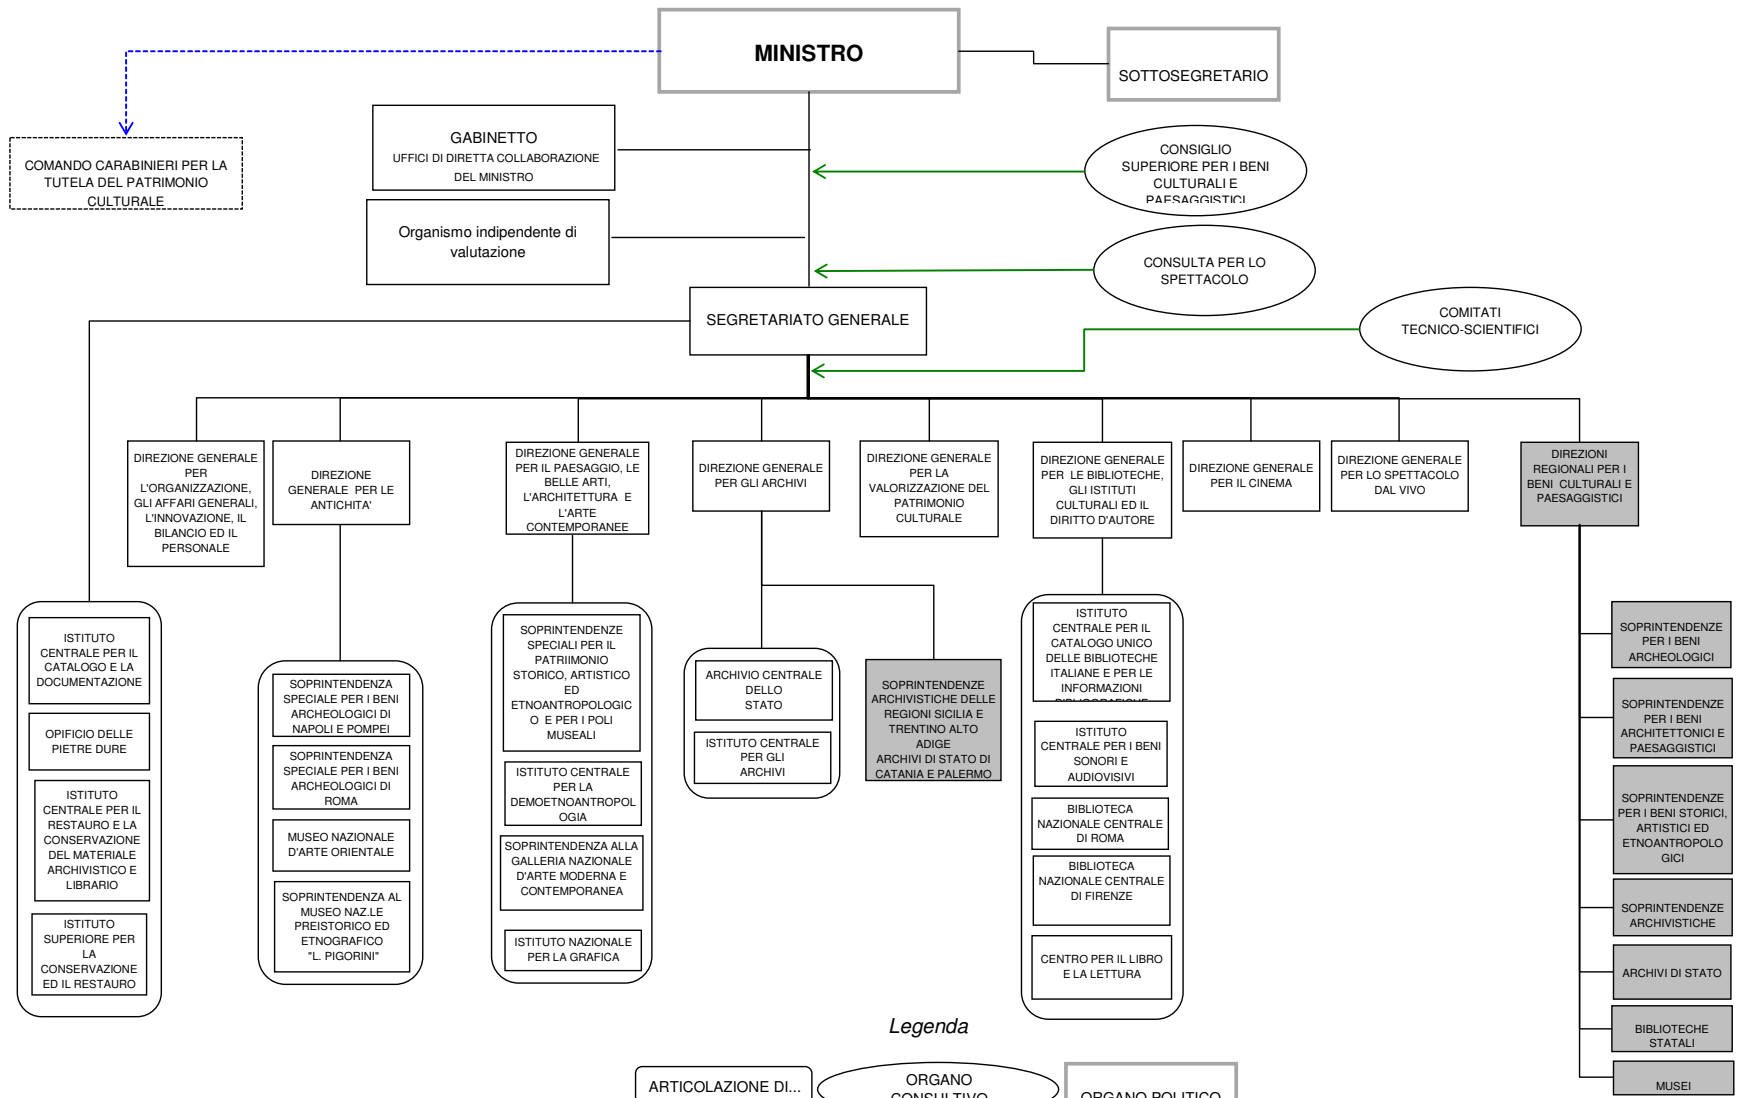 MINISTRO
SOTTOSEGRETARIO
GABINETTO
UFFICI DI DIRETTA COLLABORAZIONE
DEL MINISTRO
COMANDO CARABINIERI PER LA
TUTELA DEL PATRIMONIO
CULTURALE
CONSIGLIO
SUPERIORE PER I BENI
CULTURALI E
PAESAGGISTICI
Organismo indipendente di
valutazione
CONSULTA PER LO
SPETTACOLO
SEGRETARIATO GENERALE
COMITATI
TECNICO-SCIENTIFICI
DIREZIONE GENERALE
PER
L'ORGANIZZAZIONE,
GLI AFFARI GENERALI,
L'INNOVAZIONE, IL
BILANCIO ED IL
PERSONALE
DIREZIONE
GENERALE PER LE
ANTICHITA'
DIREZIONE GENERALE
PER IL PAESAGGIO, LE
BELLE ARTI,
L'ARCHITETTURA E
L'ARTE
CONTEMPORANEE
DIREZIONE GENERALE
PER GLI ARCHIVI
DIREZIONE GENERALE
PER LA
VALORIZZAZIONE DEL
PATRIMONIO
CULTURALE
DIREZIONE GENERALE
PER LE BIBLIOTECHE,
GLI ISTITUTI
CULTURALI ED IL
DIRITTO D'AUTORE
DIREZIONE GENERALE
PER IL CINEMA
DIREZIONE GENERALE
PER LO SPETTACOLO
DAL VIVO
DIREZIONI
REGIONALI PER I
BENI CULTURALI E
PAESAGGISTICI
ISTITUTO
CENTRALE PER IL
CATALOGO E LA
DOCUMENTAZIONE
OPIFICIO DELLE
PIETRE DURE
ISTITUTO
CENTRALE PER IL
RESTAURO E LA
CONSERVAZIONE
DEL MATERIALE
ARCHIVISTICO E
LIBRARIO
ISTITUTO
SUPERIORE PER
LA
CONSERVAZIONE
ED IL RESTAURO
SOPRINTENDENZA
SPECIALE PER I BENI
ARCHEOLOGICI DI
NAPOLI E POMPEI
SOPRINTENDENZA
SPECIALE PER I BENI
ARCHEOLOGICI DI
ROMA
MUSEO NAZIONALE
D'ARTE ORIENTALE
SOPRINTENDENZA AL
MUSEO NAZ.LE
PREISTORICO ED
ETNOGRAFICO
"L. PIGORINI"
SOPRINTENDENZE
SPECIALI PER IL
PATRIIMONIO
STORICO, ARTISTICO
ED
ETNOANTROPOLOGIC
O E PER I POLI
MUSEALI
ISTITUTO CENTRALE
PER LA
DEMOETNOANTROPOL
OGIA
SOPRINTENDENZA ALLA
GALLERIA NAZIONALE
D'ARTE MODERNA E
CONTEMPORANEA
ISTITUTO NAZIONALE
PER LA GRAFICA
ARCHIVIO CENTRALE
DELLO
STATO
ISTITUTO CENTRALE
PER GLI
ARCHIVI
SOPRINTENDENZE
ARCHIVISTICHE DELLE
REGIONI SICILIA E
TRENTINO ALTO
ADIGE
ARCHIVI DI STATO DI
CATANIA E PALERMO
ISTITUTO
CENTRALE PER IL
CATALOGO UNICO
DELLE BIBLIOTECHE
ITALIANE E PER LE
INFORMAZIONI
BIBLIOGRAFICHE
ISTITUTO
CENTRALE PER I BENI
SONORI E
AUDIOVISIVI
BIBLIOTECA
NAZIONALE CENTRALE
DI ROMA
BIBLIOTECA
NAZIONALE CENTRALE
DI FIRENZE
CENTRO PER IL LIBRO
E LA LETTURA
SOPRINTENDENZE
PER I BENI
ARCHEOLOGICI
SOPRINTENDENZE
PER I BENI
ARCHITETTONICI E
PAESAGGISTICI
SOPRINTENDENZE
PER I BENI STORICI,
ARTISTICI ED
ETNOANTROPOLO
GICI
SOPRINTENDENZE
ARCHIVISTICHE
ARCHIVI DI STATO
BIBLIOTECHE
STATALI
MUSEI
Legenda
ARTICOLAZIONE DI...
ORGANO
CONSULTIVO
ORGANO POLITICO